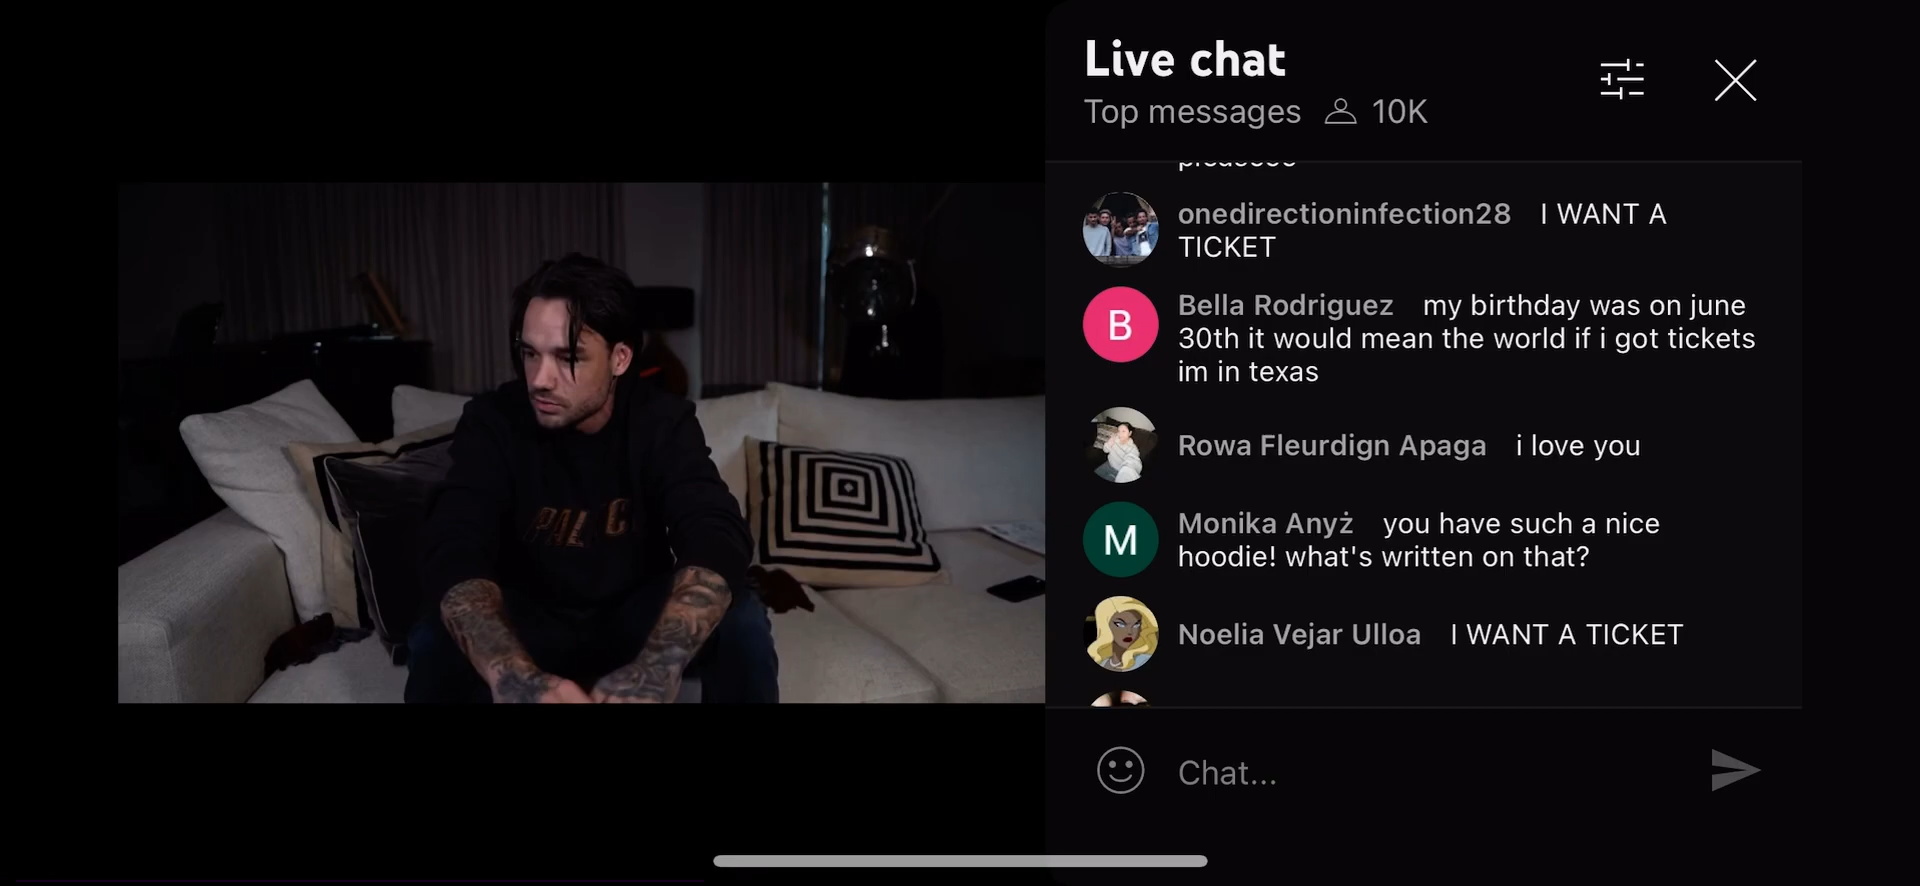 Live chat
Top messages 10K
onedirectioninfection28 I WANT A
TICKET
B
Bella Rodriguez my birthday was on june
30th it would mean the world if i got tickets
im in texas
Rowa Fleurdign Apaga i love you
M
Monika Anyż you have such a nice
hoodie! what's written on that?
Noelia Vejar Ulloa I WANT A TICKET
Chat...